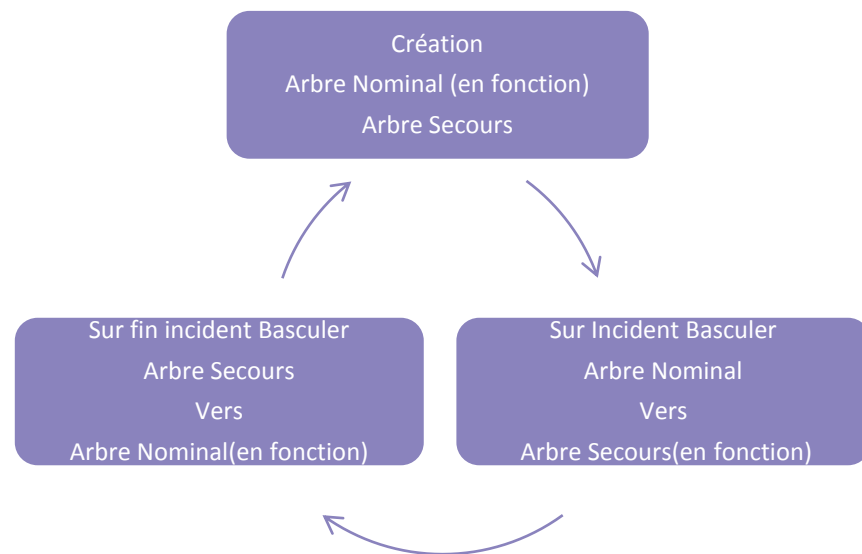 Création
Arbre Nominal (en fonction)
Arbre Secours
Sur fin incident Basculer
Arbre Secours
Vers
Arbre Nominal(en fonction)
Sur Incident Basculer
Arbre Nominal
Vers
Arbre Secours(en fonction)